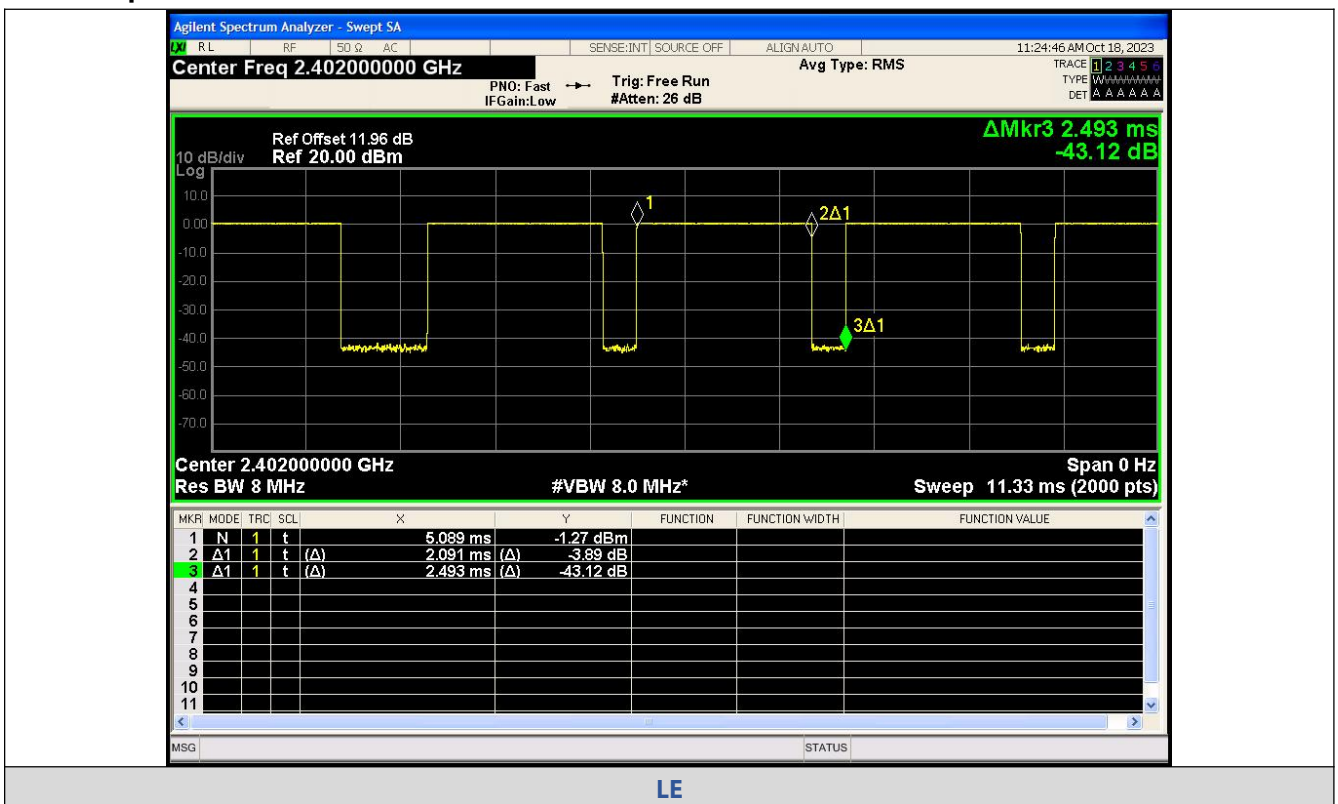 Agilent Spectrum Analyzer - Swept SA
LXI RL RF 50 Ω AC SENSE:INT SOURCE OFF ALIGN AUTO 11:24:46 AM Oct 18, 2023
Center Freq 2.402000000 GHz
Avg Type: RMS
TRACE 1 2 3 4 5 6
PNO: Fast
Trig: Free Run
TYPE WWWWWW
IFGain:Low
#Atten: 26 dB
DET A A A A A A
ΔMkr3 2.493 ms
-43.12 dB
Ref Offset 11.96 dB
10 dB/div Ref 20.00 dBm
Log
10.0
0.00
-10.0
-20.0
-30.0
-40.0
-50.0
-60.0
-70.0
1
2Δ1
3Δ1
Center 2.402000000 GHz Span 0 Hz
Res BW 8 MHz #VBW 8.0 MHz* Sweep 11.33 ms (2000 pts)
MKR MODE TRC SCL X Y FUNCTION FUNCTION WIDTH FUNCTION VALUE
1 N 1 t 5.089 ms -1.27 dBm
2 Δ1 1 t (Δ) 2.091 ms (Δ) -3.89 dB
3 Δ1 1 t (Δ) 2.493 ms (Δ) -43.12 dB
4
5
6
7
8
9
10
11
MSG STATUS
LE